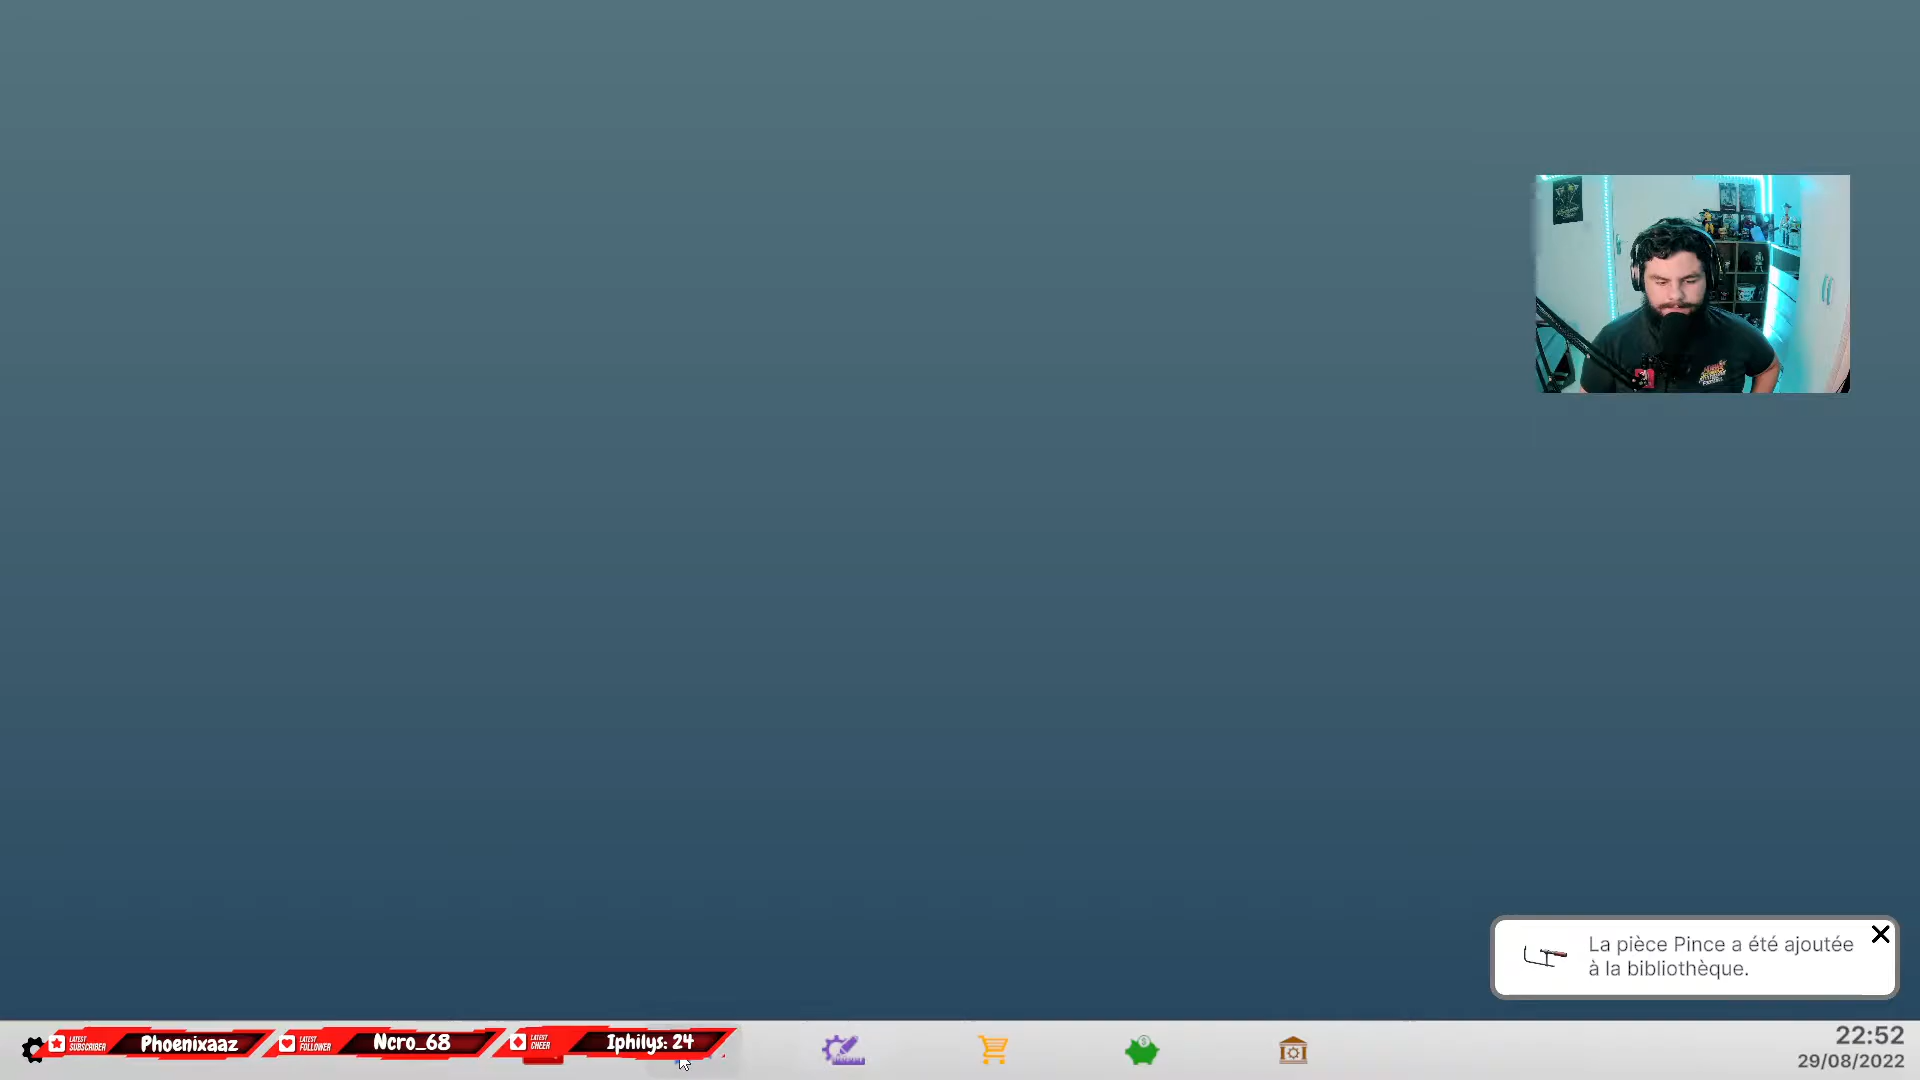 La pièce Pince a été ajoutée
à la bibliothèque.
LATEST
SUBSCRIBER
Phoenixaaz
LATEST
FOLLOWER
Ncro_68
LATEST
CHEER
Iphilys: 24
22:52
29/08/2022